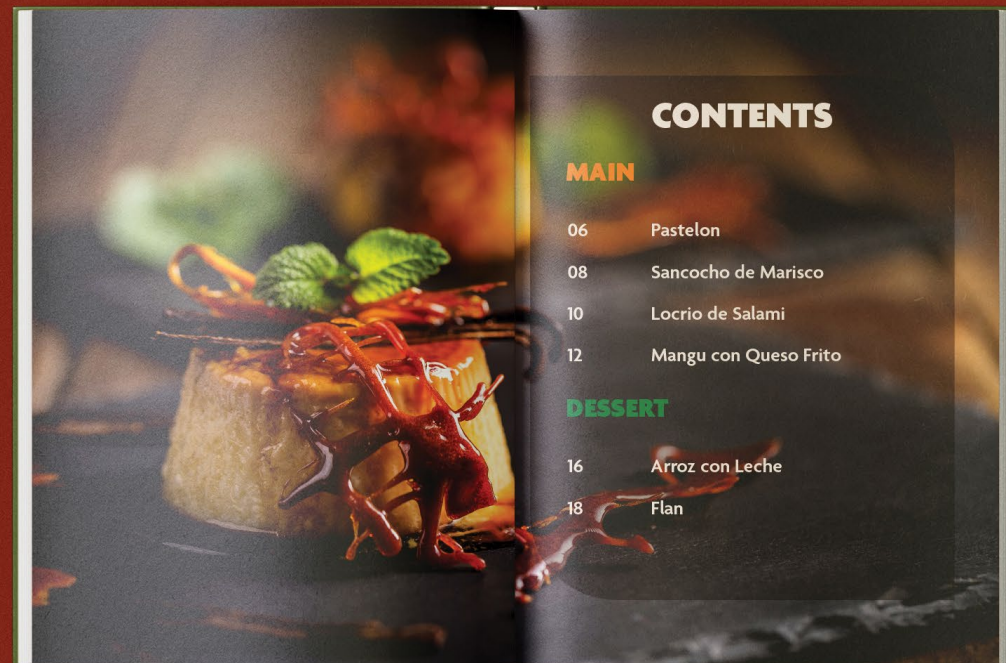 CONTENTS
MAIN
06 Pastelon
08 Sancocho de Marisco
10 Locrio de Salami
12 Mangu con Queso Frito
DESSERT
16 Arroz con Leche
18 Flan